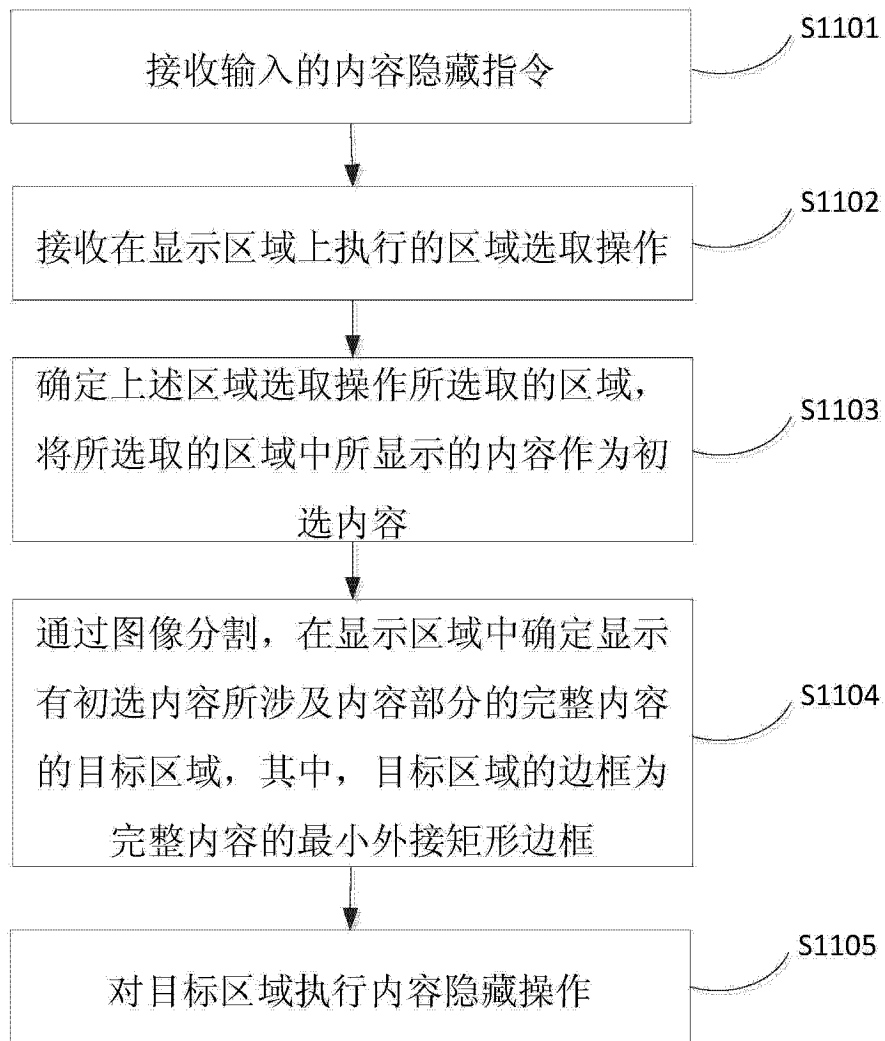 接收输入的内容隐藏指令
S1101
接收在显示区域上执行的区域选取操作
S1102
确定上述区域选取操作所选取的区域，
将所选取的区域中所显示的内容作为初
选内容
S1103
通过图像分割，在显示区域中确定显示
有初选内容所涉及内容部分的完整内容
的目标区域，其中，目标区域的边框为
完整内容的最小外接矩形边框
S1104
对目标区域执行内容隐藏操作
S1105